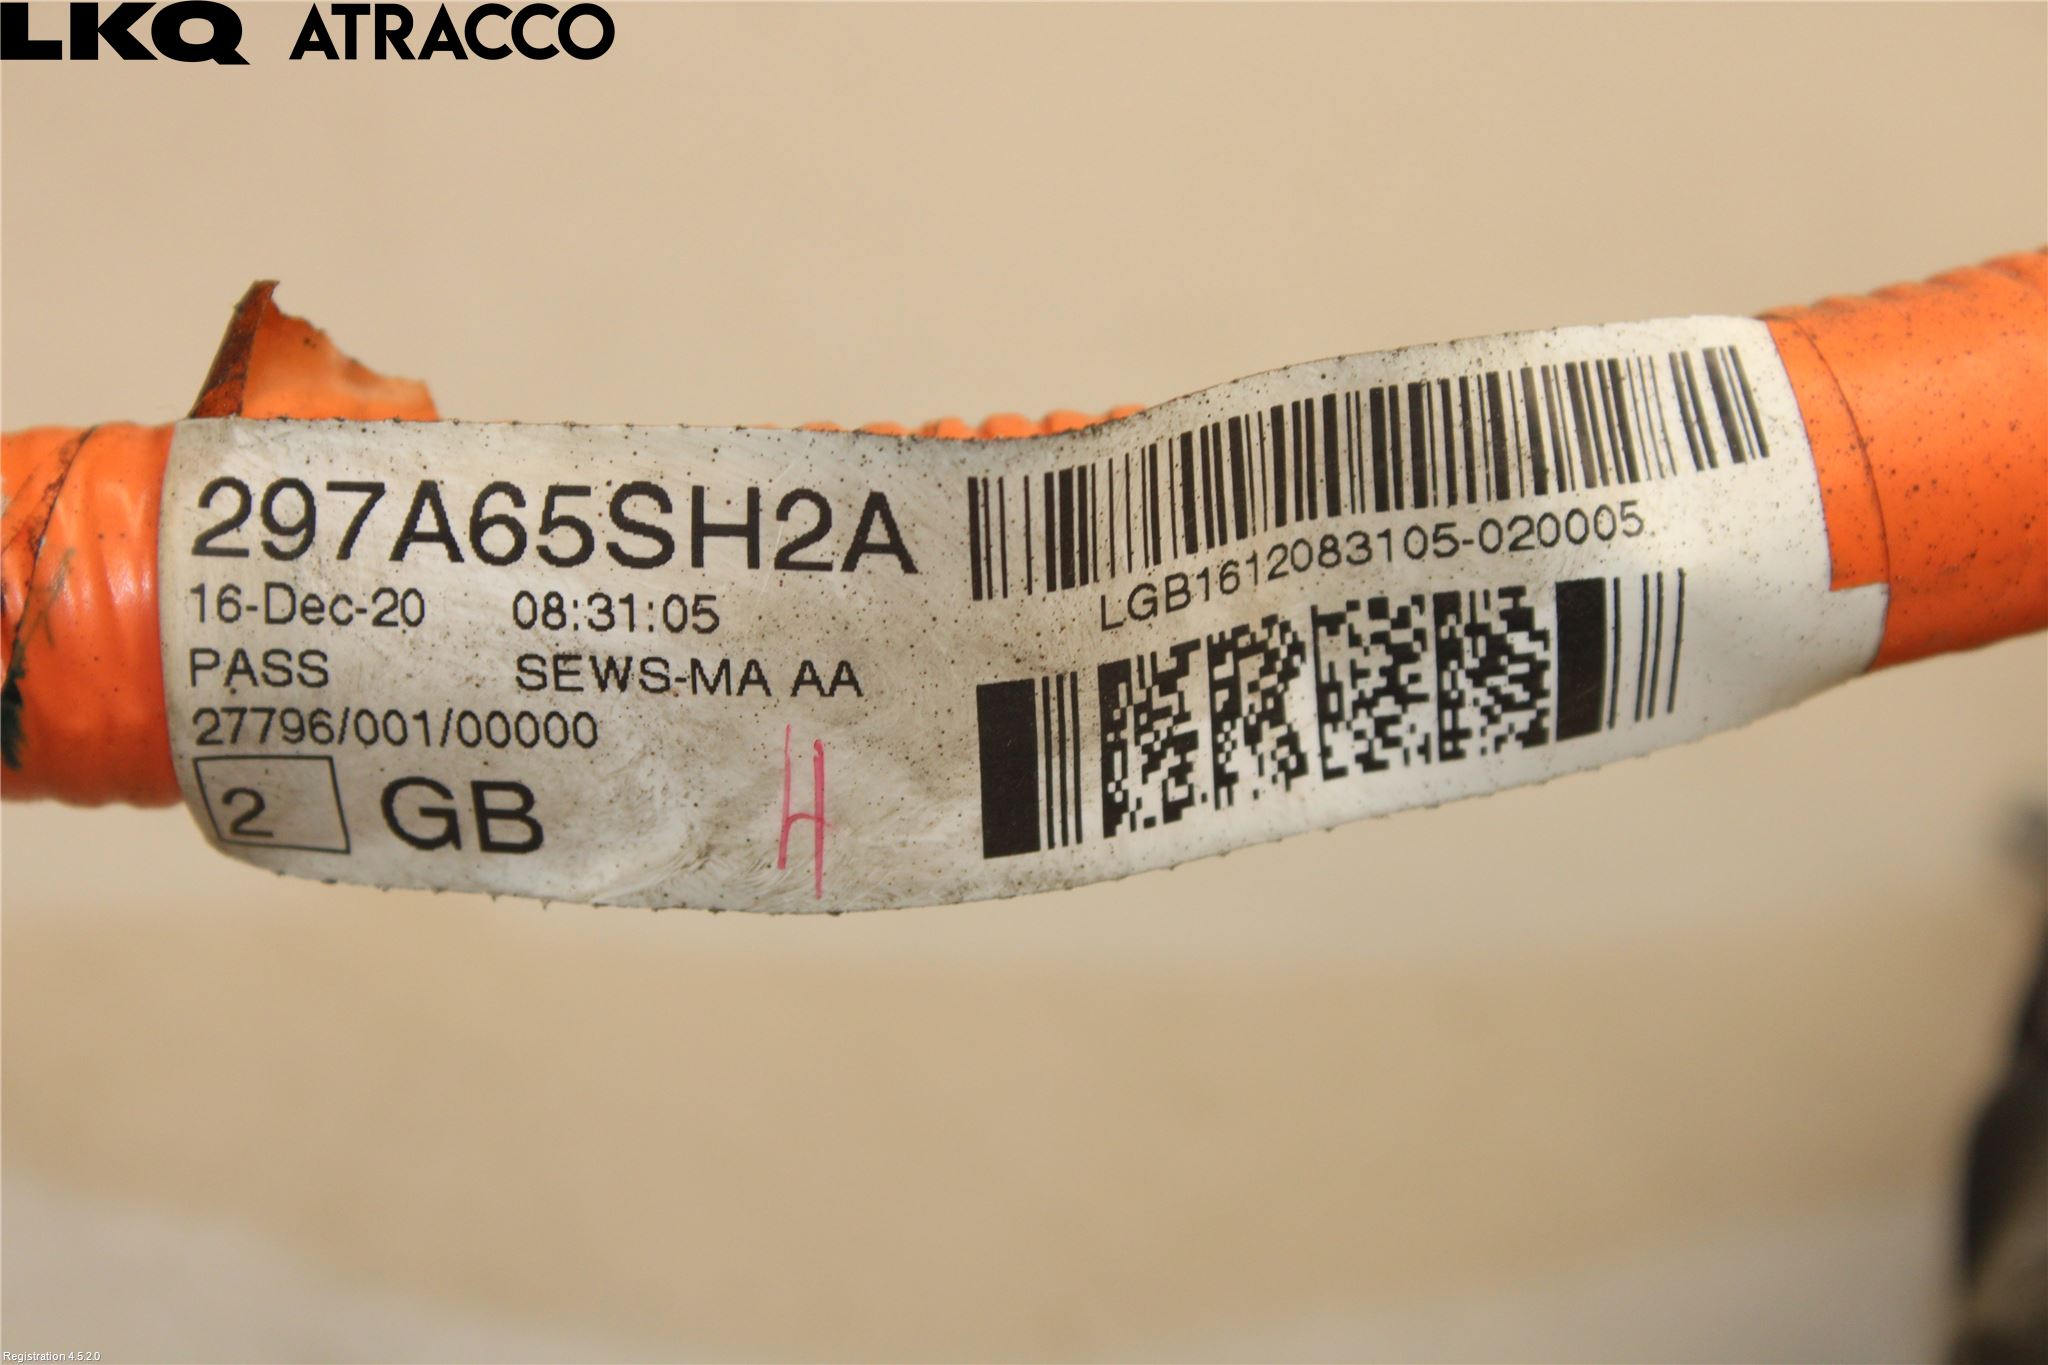 LKQ ATRACCO
297A65SH2A
16-Dec-20 08:31:05
PASS SEWS-MA AA
27796/001/00000
2 GB
H
LGB1612083105-020005
Registration 4.5.2.0